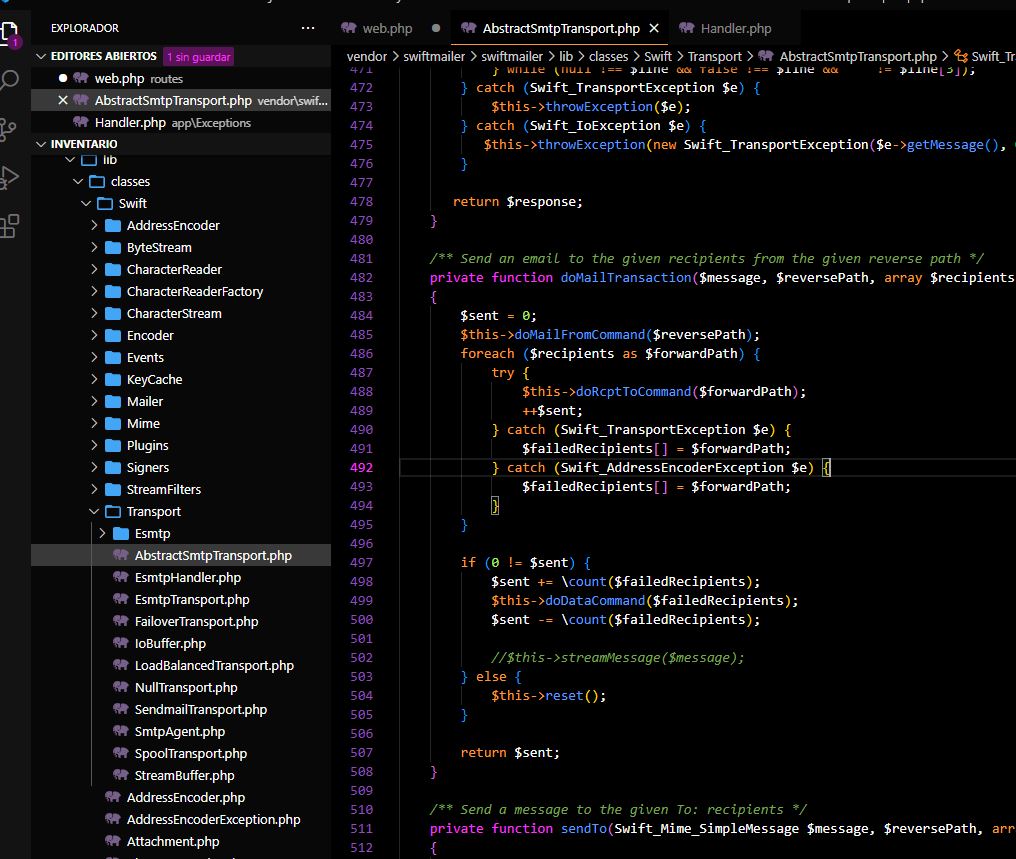 EXPLORADOR
···
web.php
AbstractSmtpTransport.php
Handler.php
1
EDITORES ABIERTOS 1 sin guardar
web.php routes
AbstractSmtpTransport.php vendor\swif...
Handler.php app\Exceptions
INVENTARIO
lib
classes
Swift
AddressEncoder
ByteStream
CharacterReader
CharacterReaderFactory
CharacterStream
Encoder
Events
KeyCache
Mailer
Mime
Plugins
Signers
StreamFilters
Transport
Esmtp
AbstractSmtpTransport.php
EsmtpHandler.php
EsmtpTransport.php
FailoverTransport.php
IoBuffer.php
LoadBalancedTransport.php
NullTransport.php
SendmailTransport.php
SmtpAgent.php
SpoolTransport.php
StreamBuffer.php
AddressEncoder.php
AddressEncoderException.php
Attachment.php
vendor > swiftmailer > swiftmailer > lib > classes > Swift > Transport > AbstractSmtpTransport.php > Swift_Tr
471 } while (null !== $line && false !== $line && ' ' != $line[3]);
472 } catch (Swift_TransportException $e) {
473 $this->throwException($e);
474 } catch (Swift_IoException $e) {
475 $this->throwException(new Swift_TransportException($e->getMessage(),
476 }
477
478 return $response;
479 }
480
481 /** Send an email to the given recipients from the given reverse path */
482 private function doMailTransaction($message, $reversePath, array $recipients
483 {
484 $sent = 0;
485 $this->doMailFromCommand($reversePath);
486 foreach ($recipients as $forwardPath) {
487 try {
488 $this->doRcptToCommand($forwardPath);
489 ++$sent;
490 } catch (Swift_TransportException $e) {
491 $failedRecipients[] = $forwardPath;
492 } catch (Swift_AddressEncoderException $e) {
493 $failedRecipients[] = $forwardPath;
494 }
495 }
496
497 if (0 != $sent) {
498 $sent += \count($failedRecipients);
499 $this->doDataCommand($failedRecipients);
500 $sent -= \count($failedRecipients);
501
502 //$this->streamMessage($message);
503 } else {
504 $this->reset();
505 }
506
507 return $sent;
508 }
509
510 /** Send a message to the given To: recipients */
511 private function sendTo(Swift_Mime_SimpleMessage $message, $reversePath, arr
512 {